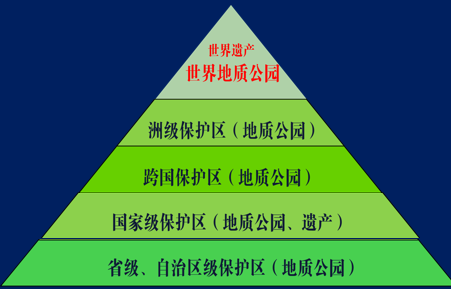 世界遗产
世界地质公园
洲级保护区（地质公园）
跨国保护区（地质公园）
国家级保护区（地质公园、遗产）
省级、自治区级保护区（地质公园）